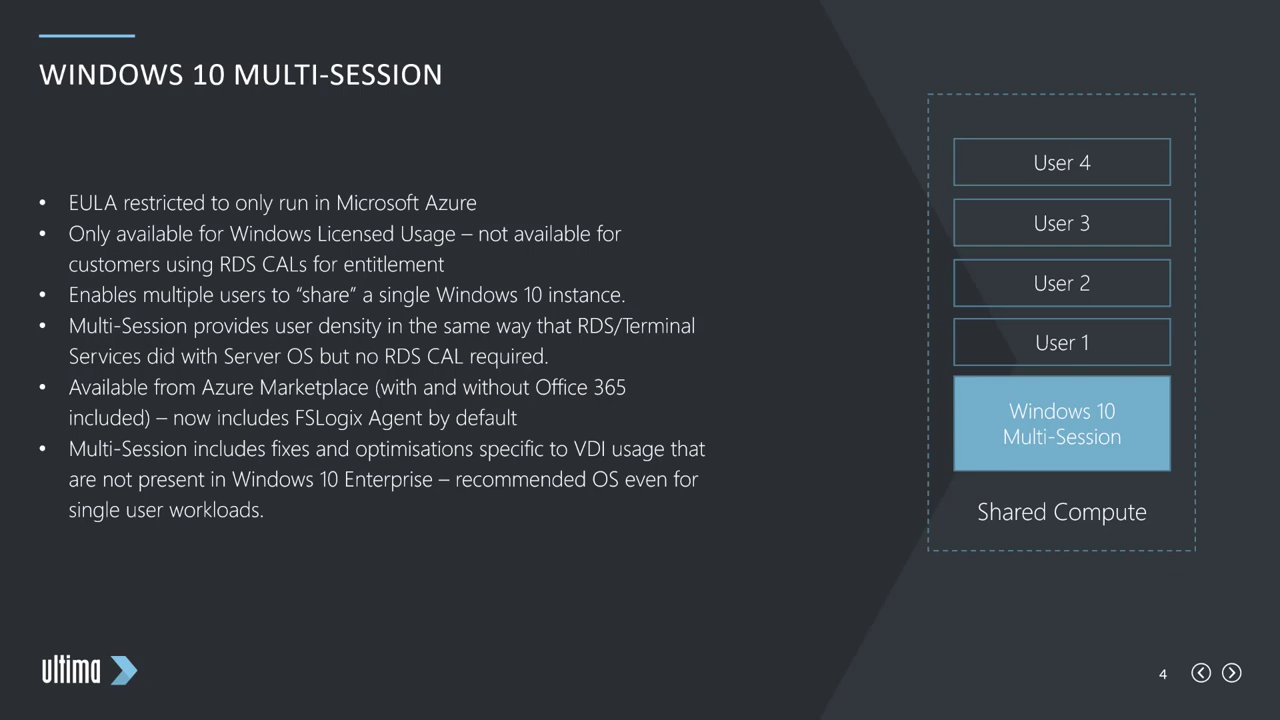 WINDOWS 10 MULTI-SESSION
• EULA restricted to only run in Microsoft Azure
• Only available for Windows Licensed Usage – not available for
customers using RDS CALs for entitlement
• Enables multiple users to “share” a single Windows 10 instance.
• Multi-Session provides user density in the same way that RDS/Terminal
Services did with Server OS but no RDS CAL required.
• Available from Azure Marketplace (with and without Office 365
included) – now includes FSLogix Agent by default
• Multi-Session includes fixes and optimisations specific to VDI usage that
are not present in Windows 10 Enterprise – recommended OS even for
single user workloads.
User 4
User 3
User 2
User 1
Windows 10
Multi-Session
Shared Compute
ultima
4